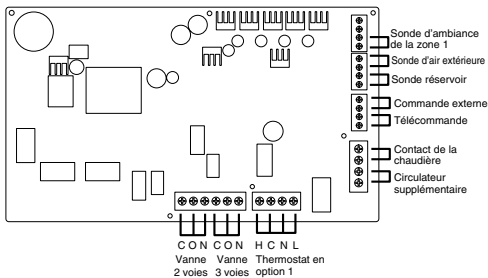 Sonde d'ambiance
de la zone 1
Sonde d'air extérieure
Sonde réservoir
Commande externe
Télécommande
Contact de la
chaudière
Circulateur
supplémentaire
C O N C O N H C N L
Vanne Vanne Thermostat en
2 voies 3 voies option 1